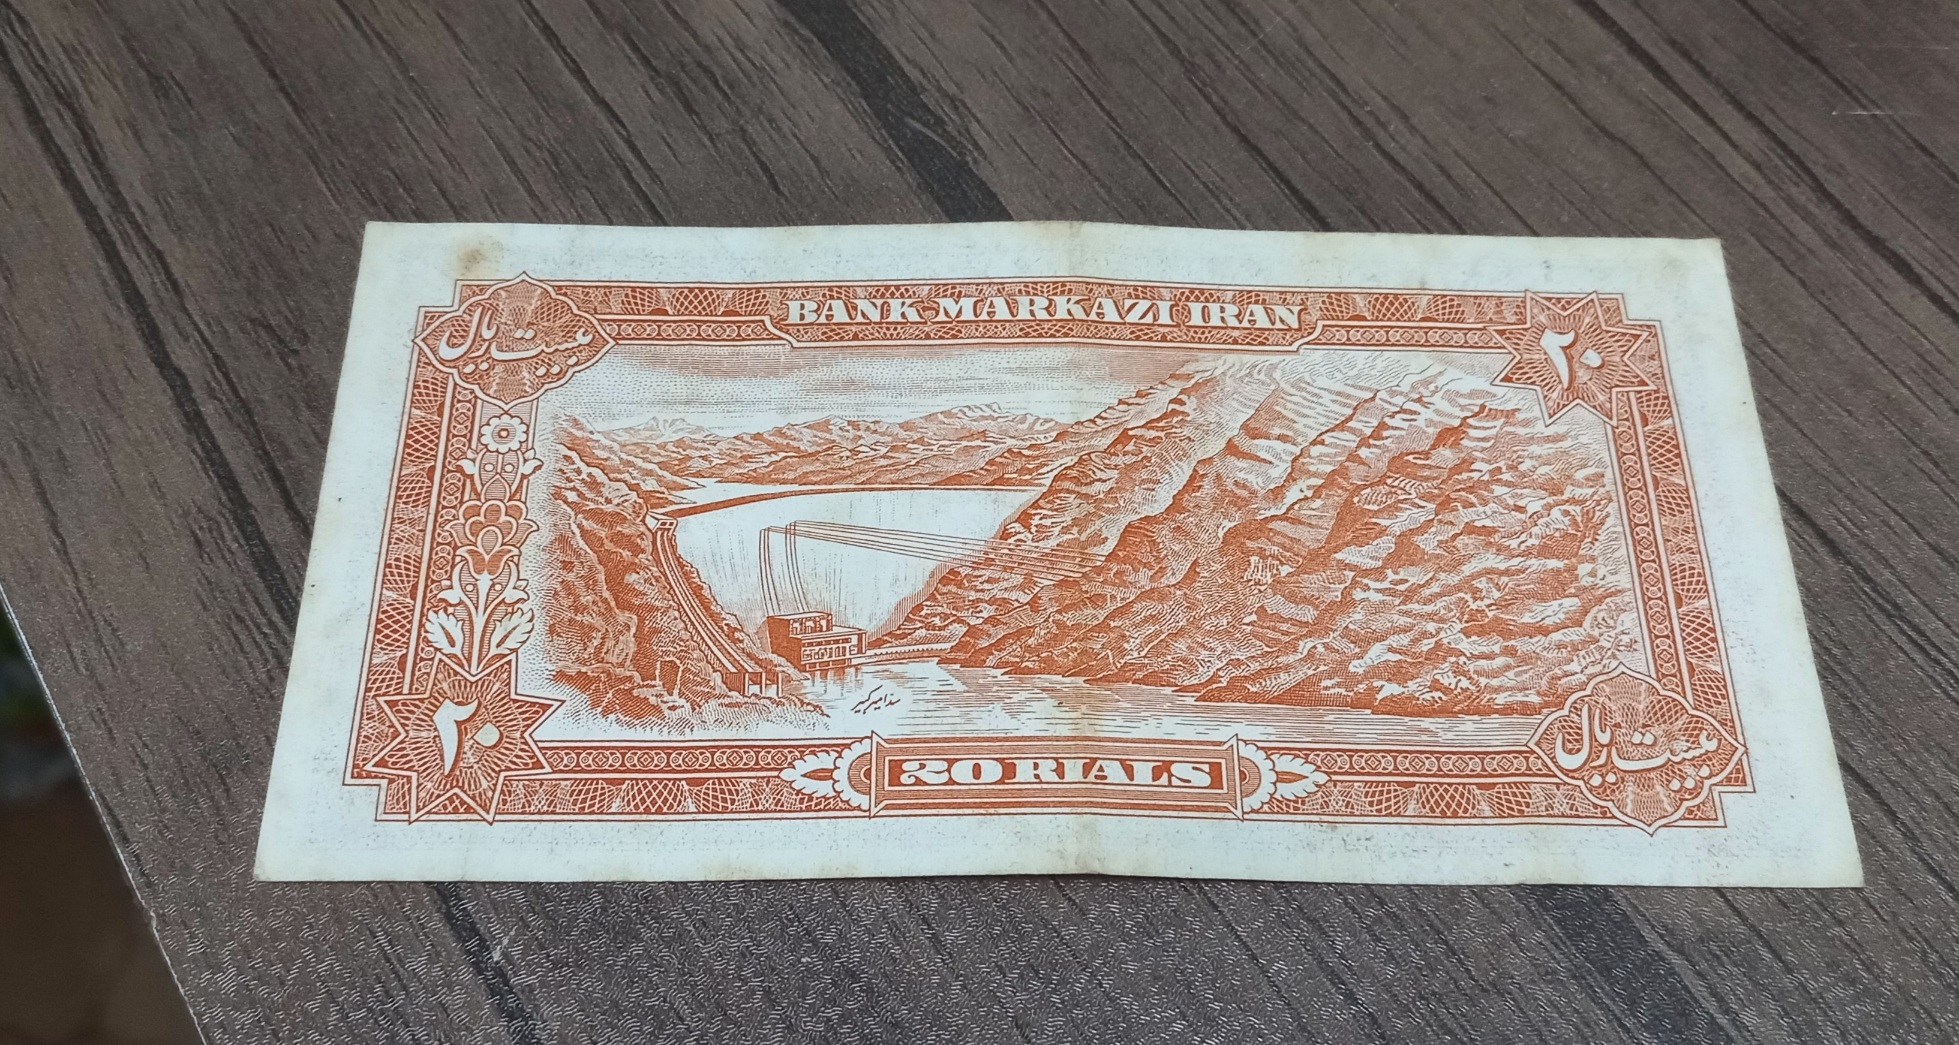 BANK MARKAZI IRAN
بیست ریال
۲۰
سد امیرکبیر
۲۰
20 RIALS
بیست ریال